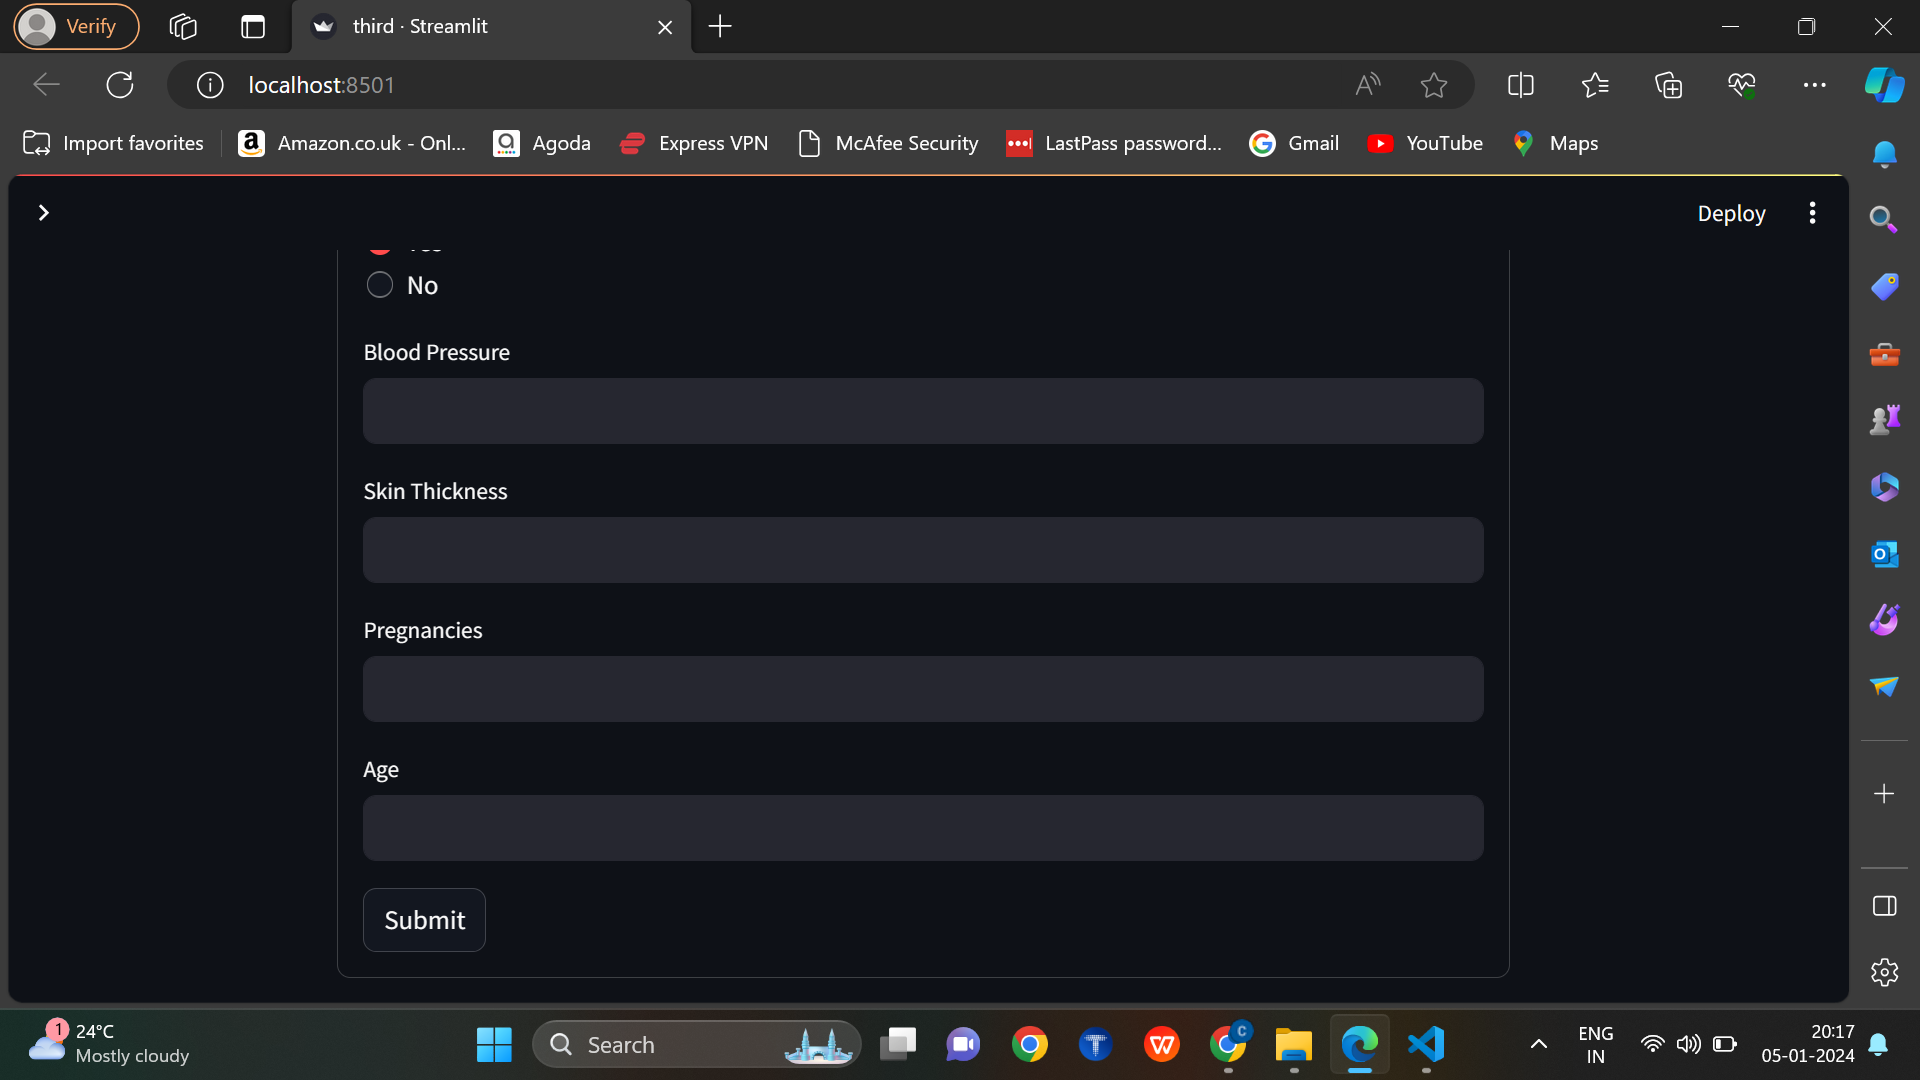 Verify
third · Streamlit
localhost:8501
Import favorites
Amazon.co.uk - Onl...
Agoda
Express VPN
McAfee Security
LastPass password...
Gmail
YouTube
Maps
Deploy
No
Blood Pressure
Skin Thickness
Pregnancies
Age
Submit
1
24°C
Mostly cloudy
Search
C
ENG
IN
20:17
05-01-2024